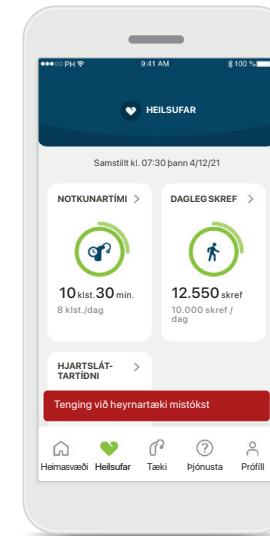 PH 9:41 AM 100 %
HEILSUFAR
Samstillt kl. 07:30 þann 4/12/21
NOTKUNARTÍMI DAGLEG SKREF
10 klst. 30 mín. 12.550 skref
8 klst./dag 10.000 skref /
dag
HJARTSLÁT-
TARTÍÐNI
Tenging við heyrnartæki mistókst
Heimasvæði Heilsufar Tæki Þjónusta Prófíll